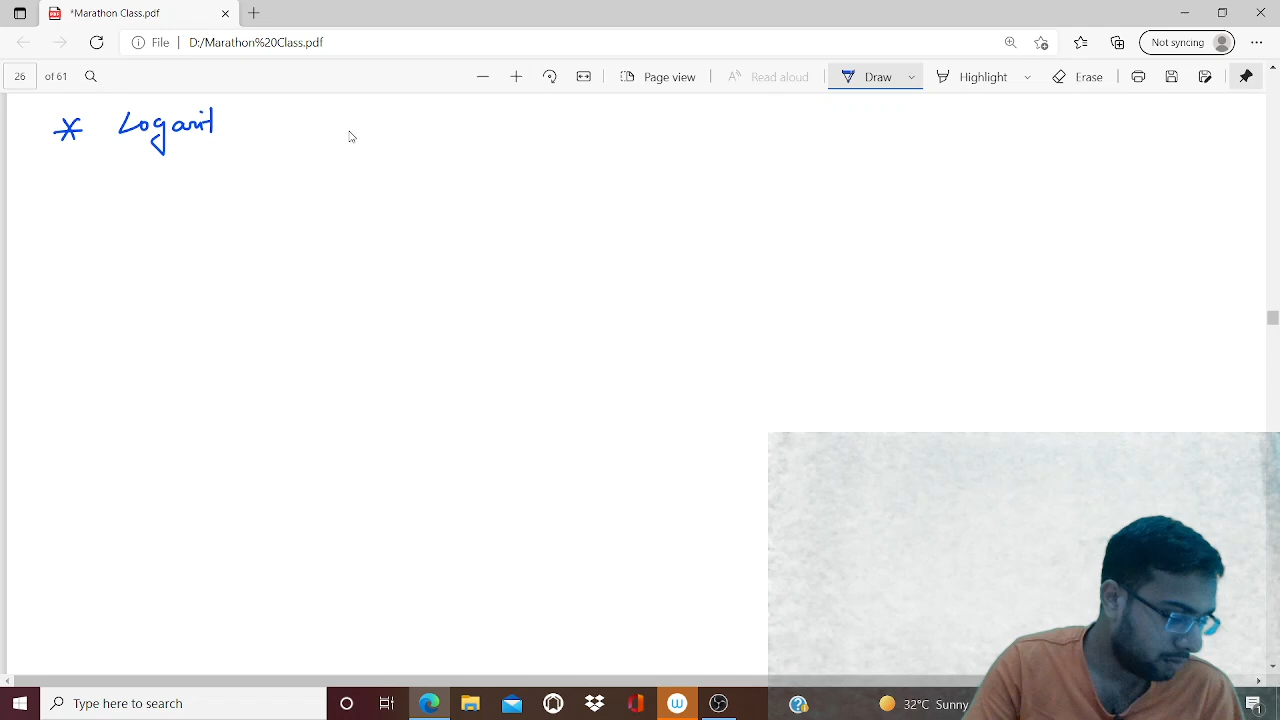 *Marathon Class.pdf
File | D:/Marathon%20Class.pdf
Not syncing
26 of 61
Page view
Read aloud
Draw
Highlight
Erase
* Logarit
Type here to search
32°C Sunny